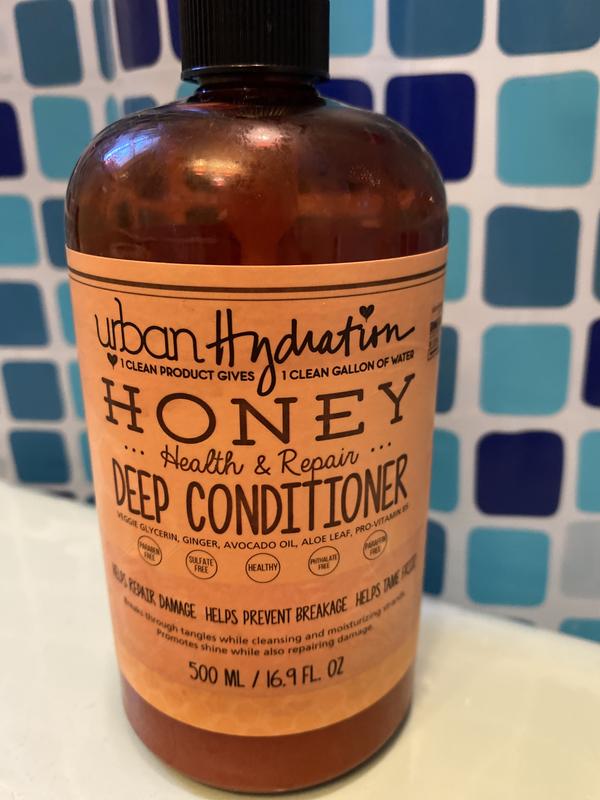 urban Hydration
1 CLEAN PRODUCT GIVES 1 CLEAN GALLON OF WATER
HONEY
... Health & Repair ...
DEEP CONDITIONER
VEGGIE GLYCERIN, GINGER, AVOCADO OIL, ALOE LEAF, PRO-VITAMIN B5
PARABEN FREE
SULFATE FREE
HEALTHY
PHTHALATE FREE
PARAFFIN FREE
HELPS REPAIR DAMAGE HELPS PREVENT BREAKAGE HELPS TAME FRIZZ
Breaks through tangles while cleansing and moisturizing strands.
Promotes shine while also repairing damage.
500 ML / 16.9 FL. OZ